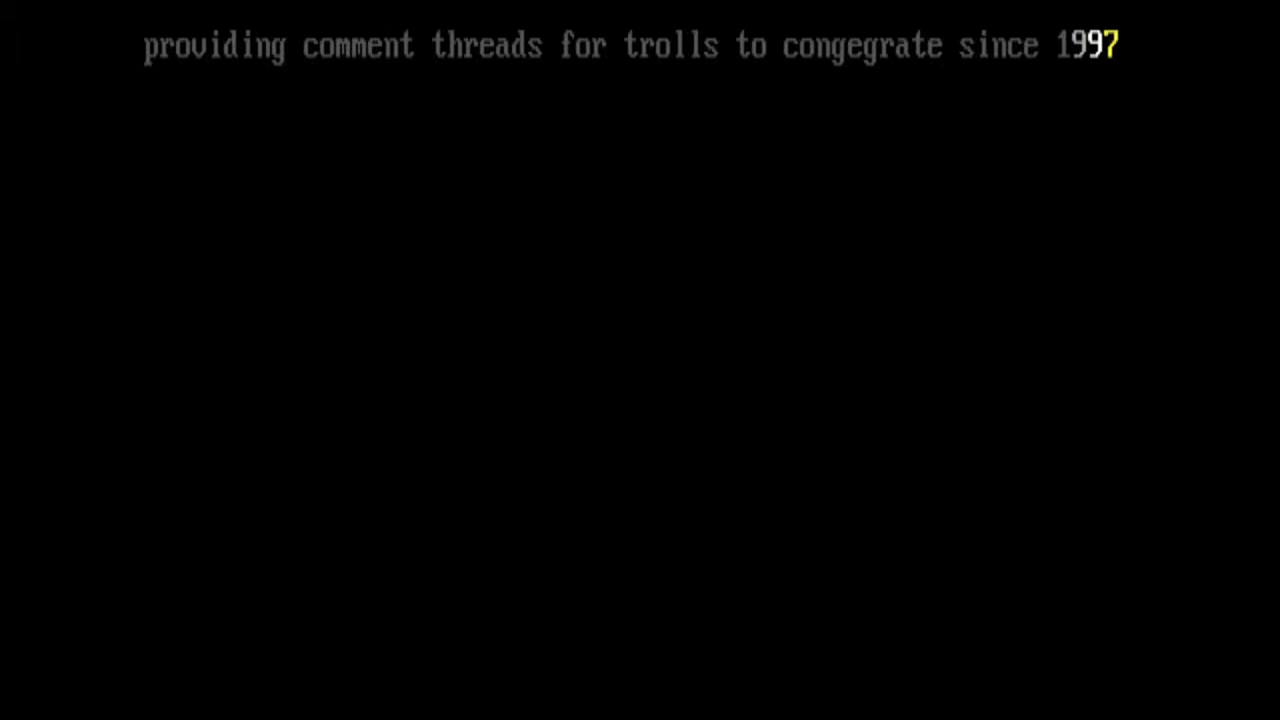 providing comment threads for trolls to congegrate since 1997